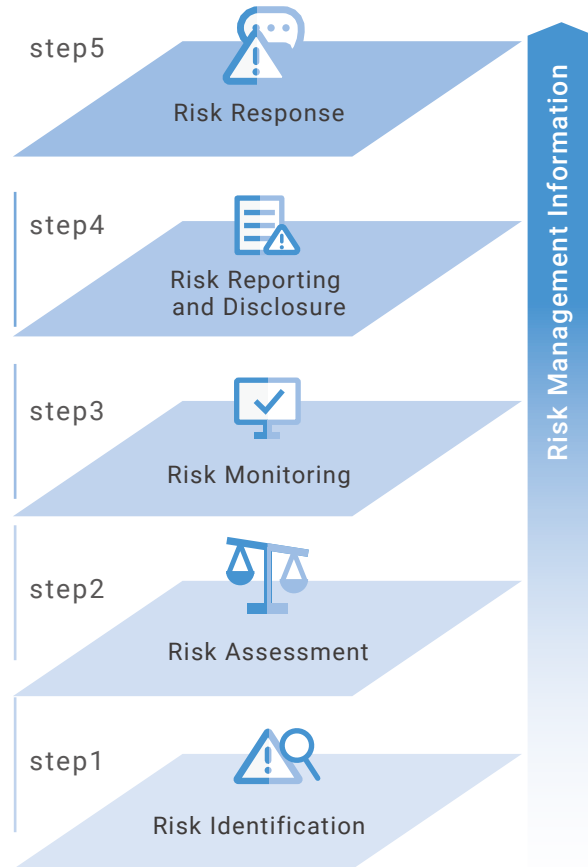 step5
Risk Response
step4
Risk Reporting
and Disclosure
step3
Risk Monitoring
step2
Risk Assessment
step1
Risk Identification
Risk Management Information